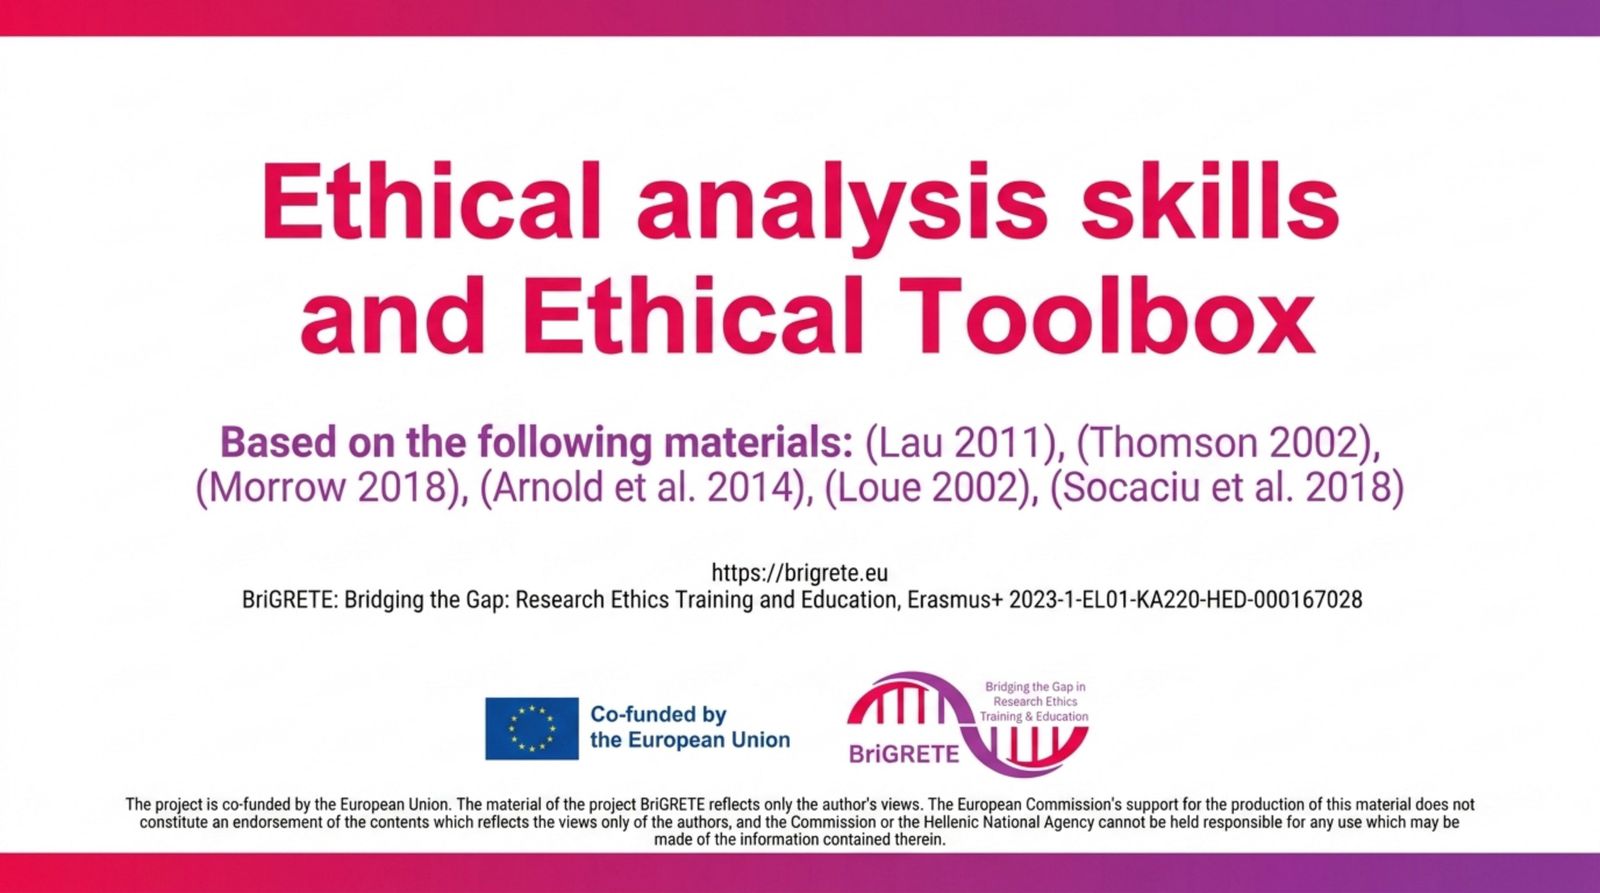 Ethical analysis skills
and Ethical Toolbox
Based on the following materials: (Lau 2011), (Thomson 2002),
(Morrow 2018), (Arnold et al. 2014), (Loue 2002), (Socaciu et al. 2018)
https://brigrete.eu
BriGRETE: Bridging the Gap: Research Ethics Training and Education, Erasmus+ 2023-1-EL01-KA220-HED-000167028
Co-funded by
the European Union
Bridging the Gap in
Research Ethics
Training & Education
BriGRETE
The project is co-funded by the European Union. The material of the project BriGRETE reflects only the author's views. The European Commission's support for the production of this material does not
constitute an endorsement of the contents which reflects the views only of the authors, and the Commission or the Hellenic National Agency cannot be held responsible for any use which may be
made of the information contained therein.